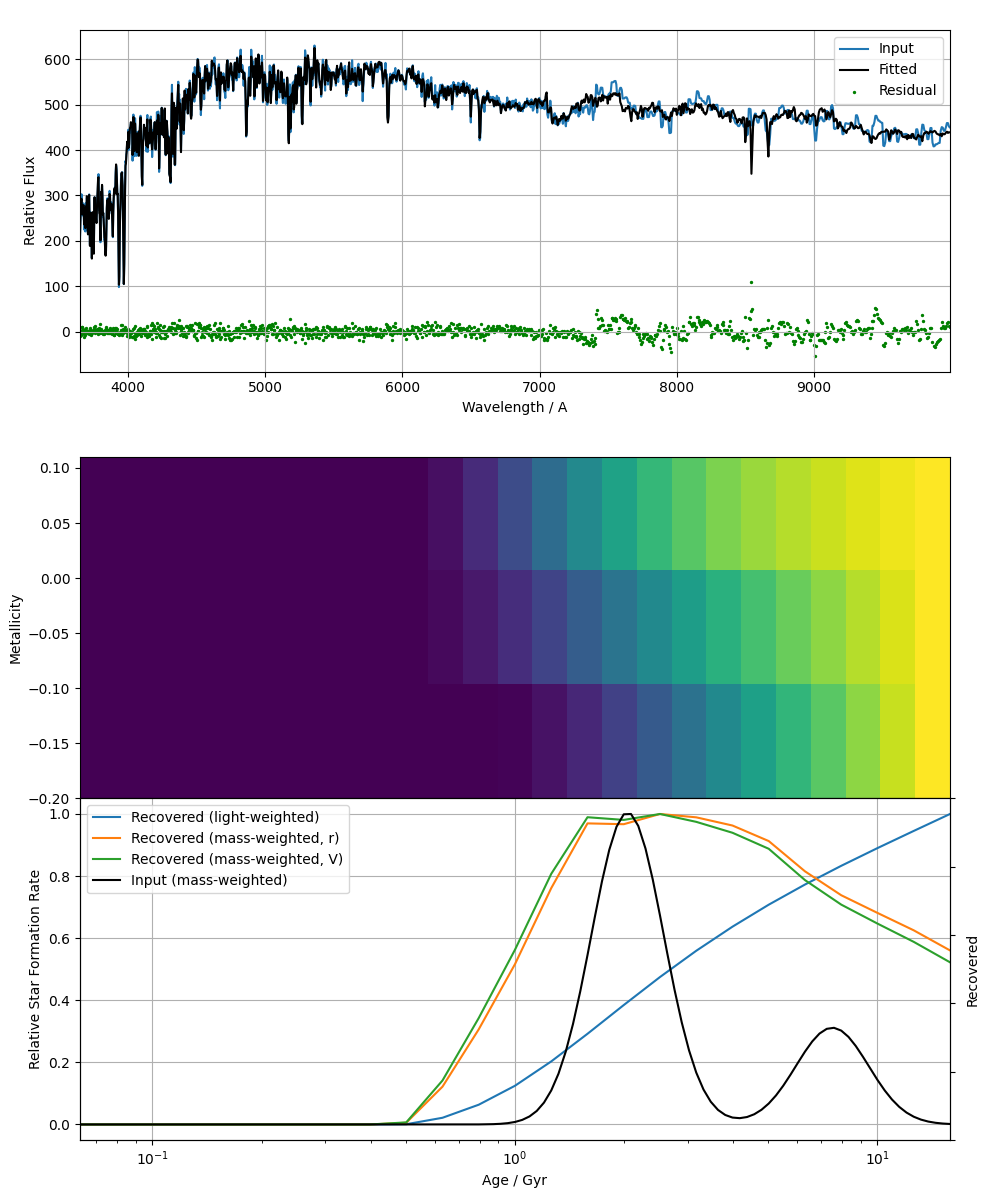 600
500
400
300
200
100
0
Relative Flux
Input
Fitted
Residual
4000
5000
6000
7000
8000
9000
Wavelength / A
0.10
0.05
0.00
−0.05
−0.10
−0.15
−0.20
Metallicity
1.0
0.8
0.6
0.4
0.2
0.0
Relative Star Formation Rate
Recovered (light-weighted)
Recovered (mass-weighted, r)
Recovered (mass-weighted, V)
Input (mass-weighted)
Recovered
10⁻¹
10⁰
10¹
Age / Gyr